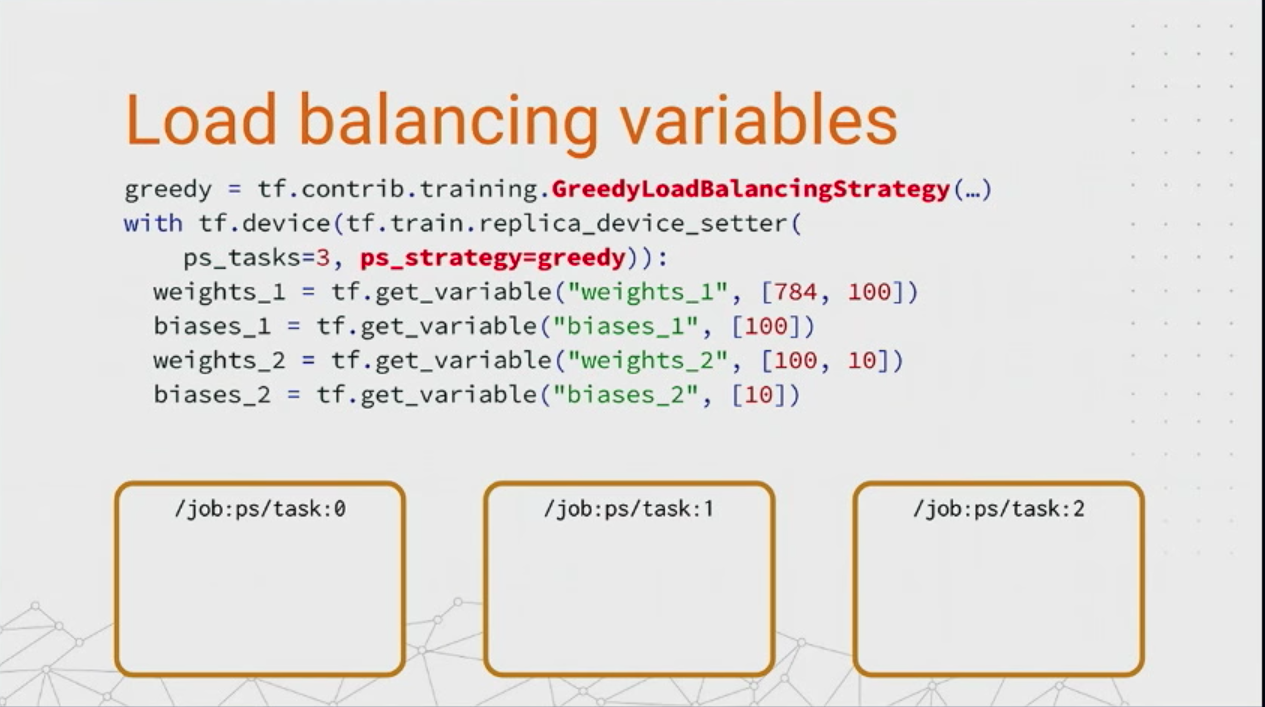 Load balancing variables
greedy = tf.contrib.training.GreedyLoadBalancingStrategy(…)
with tf.device(tf.train.replica_device_setter(
    ps_tasks=3, ps_strategy=greedy)):
  weights_1 = tf.get_variable("weights_1", [784, 100])
  biases_1 = tf.get_variable("biases_1", [100])
  weights_2 = tf.get_variable("weights_2", [100, 10])
  biases_2 = tf.get_variable("biases_2", [10])
/job:ps/task:0
/job:ps/task:1
/job:ps/task:2